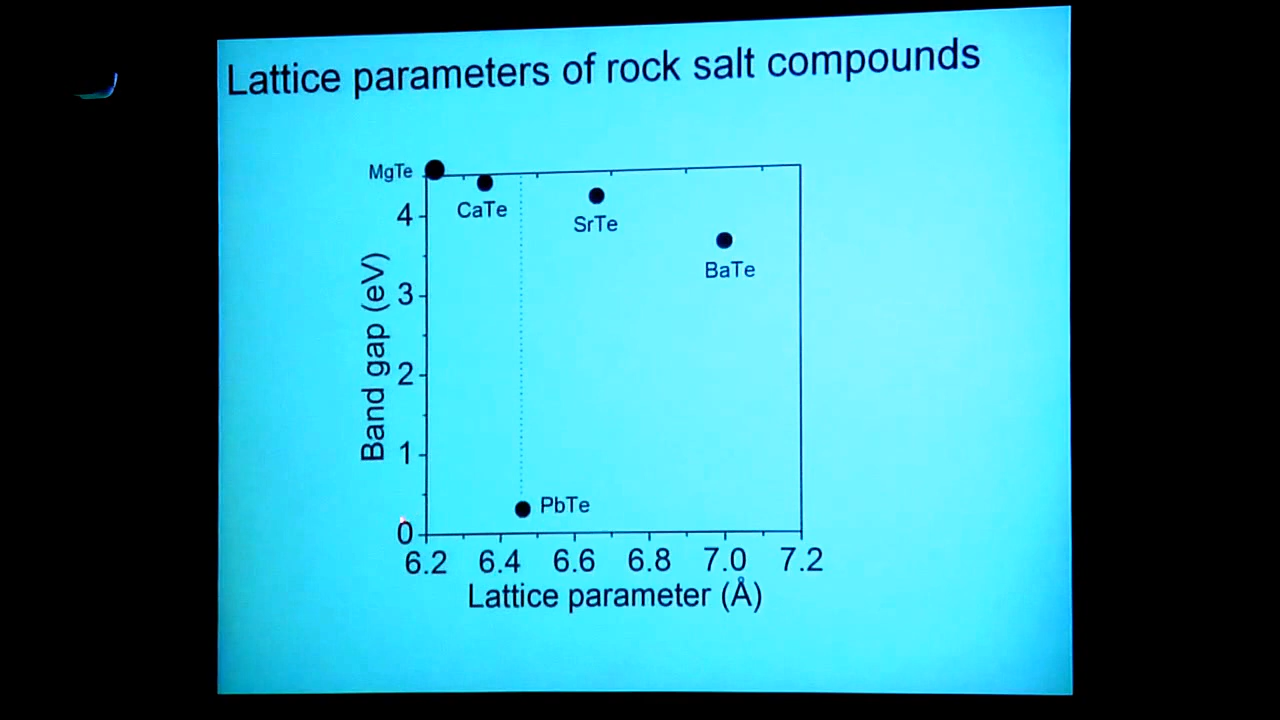 Lattice parameters of rock salt compounds
MgTe
CaTe
SrTe
BaTe
PbTe
Band gap (eV)
4
3
2
1
0
6.2 6.4 6.6 6.8 7.0 7.2
Lattice parameter (Å)